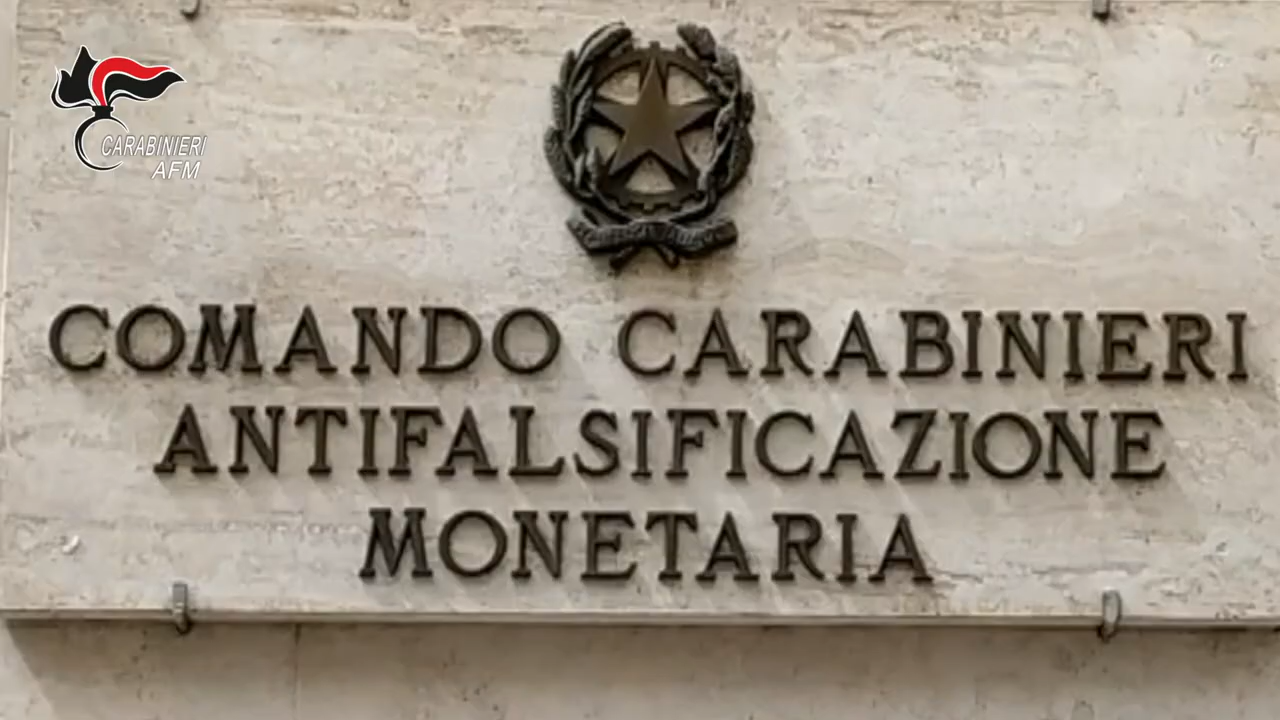 CARABINIERI
AFM
COMANDO CARABINIERI
ANTIFALSIFICAZIONE
MONETARIA